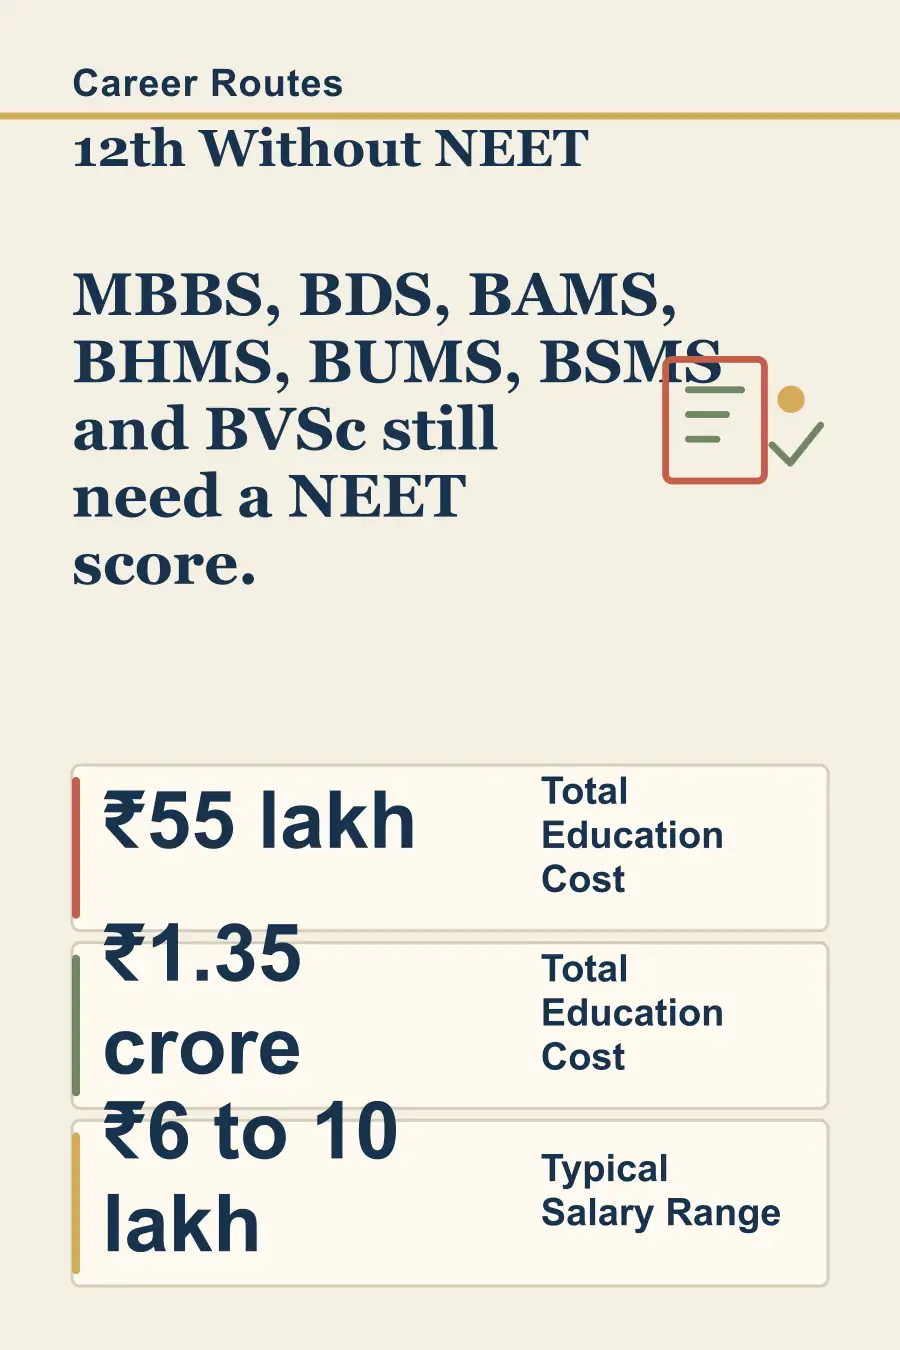 Career Routes
12th Without NEET
MBBS, BDS, BAMS,
BHMS, BUMS, BSMS
and BVSc still
need a NEET
score.
₹55 lakh
Total
Education
Cost
₹1.35
crore
Total
Education
Cost
₹6 to 10
lakh
Typical
Salary Range